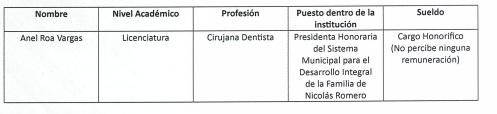 Nombre
Nivel Académico
Profesión
Puesto dentro de la
institución
Sueldo
Anel Roa Vargas
Licenciatura
Cirujana Dentista
Presidenta Honoraria
del Sistema
Municipal para el
Desarrollo Integral
de la Familia de
Nicolás Romero
Cargo Honorifico
(No percibe ninguna
remuneración)